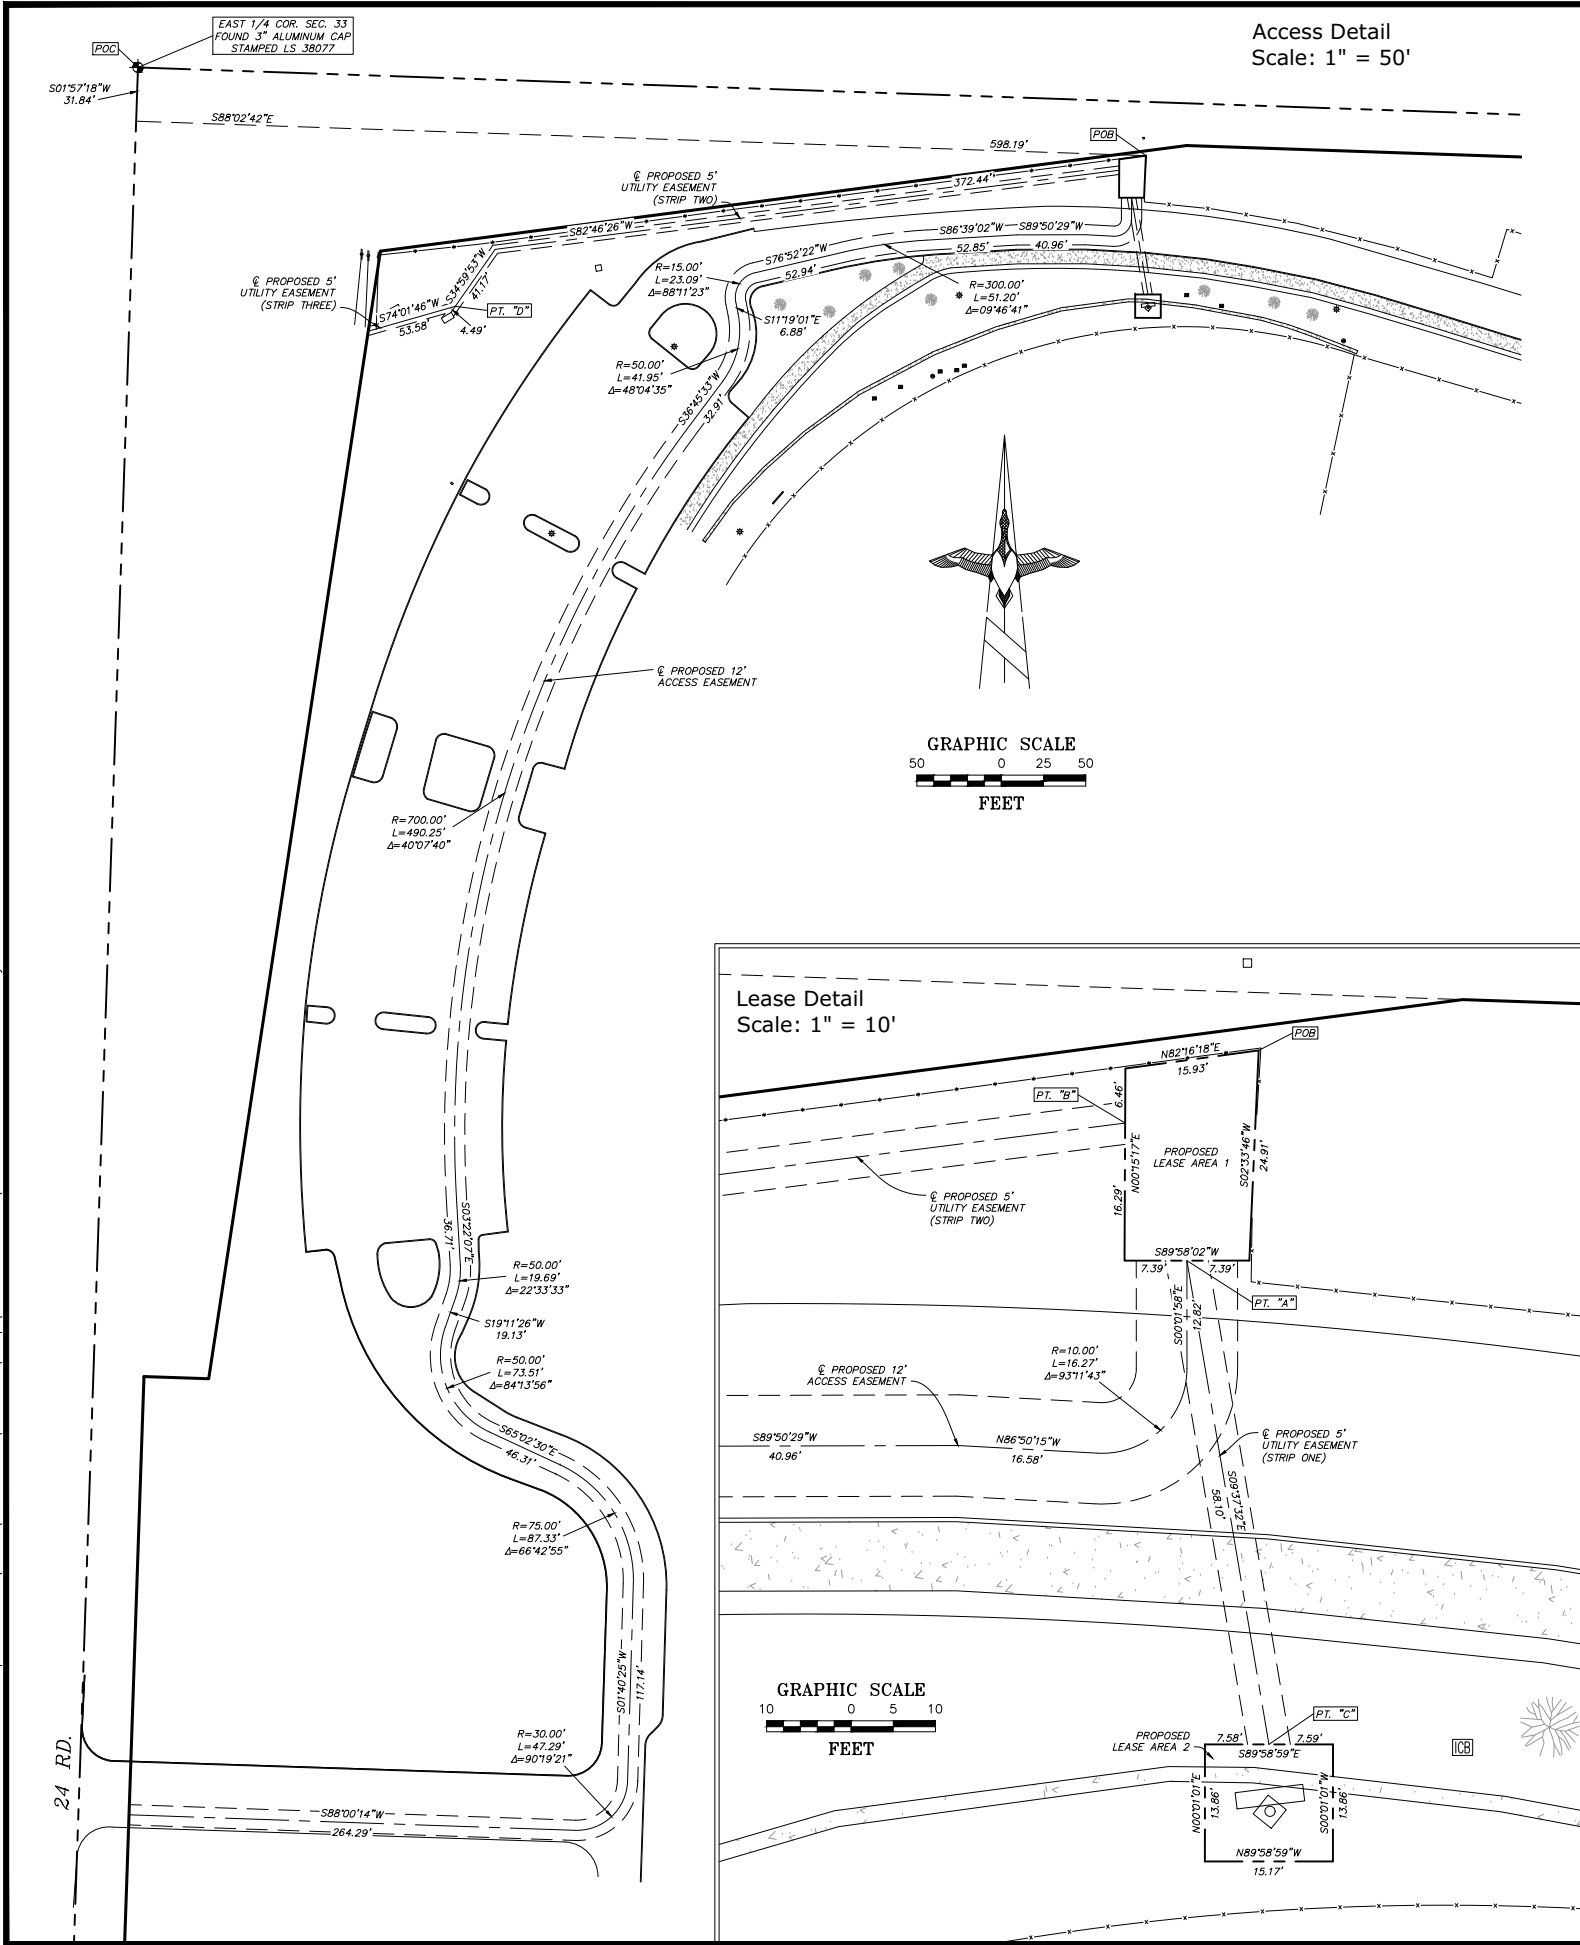 Access Detail
Scale: 1" = 50'
EAST 1/4 COR. SEC. 33
FOUND 3" ALUMINUM CAP
STAMPED LS 38077
POC
S01°57'18"W
31.84'
S88°02'42"E
598.19'
POB
℄ PROPOSED 5'
UTILITY EASEMENT
(STRIP TWO)
372.44'
S82°46'26"W
S86°39'02"W
S89°50'29"W
52.85'
40.96'
S76°52'22"W
52.94'
R=15.00'
L=23.09'
Δ=88°11'23"
S34°59'53"W
41.17'
℄ PROPOSED 5'
UTILITY EASEMENT
(STRIP THREE)
S74°01'46"W
53.58'
4.49'
PT. "D"
R=300.00'
L=51.20'
Δ=09°46'41"
S11°19'01"E
6.88'
R=50.00'
L=41.95'
Δ=48°04'35"
S36°45'33"W
32.91'
℄ PROPOSED 12'
ACCESS EASEMENT
GRAPHIC SCALE
50
0
25
50
FEET
R=700.00'
L=490.25'
Δ=40°07'40"
S03°22'07"E
36.71'
R=50.00'
L=19.69'
Δ=22°33'33"
S19°11'26"W
19.13'
R=50.00'
L=73.51'
Δ=84°13'56"
S65°02'30"E
46.31'
R=75.00'
L=87.33'
Δ=66°42'55"
S01°40'25"W
117.14'
R=30.00'
L=47.29'
Δ=90°19'21"
S88°00'14"W
264.29'
24 RD.
Lease Detail
Scale: 1" = 10'
POB
N82°16'18"E
15.93'
PT. "B"
6.46'
N00°15'17"E
16.29'
PROPOSED
LEASE AREA 1
S02°33'46"W
24.91'
℄ PROPOSED 5'
UTILITY EASEMENT
(STRIP TWO)
S89°58'02"W
7.39'
7.39'
PT. "A"
S00°01'58"E
12.82'
R=10.00'
L=16.27'
Δ=93°11'43"
℄ PROPOSED 12'
ACCESS EASEMENT
S89°50'29"W
40.96'
N86°50'15"W
16.58'
℄ PROPOSED 5'
UTILITY EASEMENT
(STRIP ONE)
S09°37'32"E
58.10'
GRAPHIC SCALE
10
0
5
10
FEET
PT. "C"
PROPOSED
LEASE AREA 2
7.58'
7.59'
S89°58'59"E
N00°01'01"E
13.86'
S00°01'01"W
13.86'
N89°58'59"W
15.17'
ICB